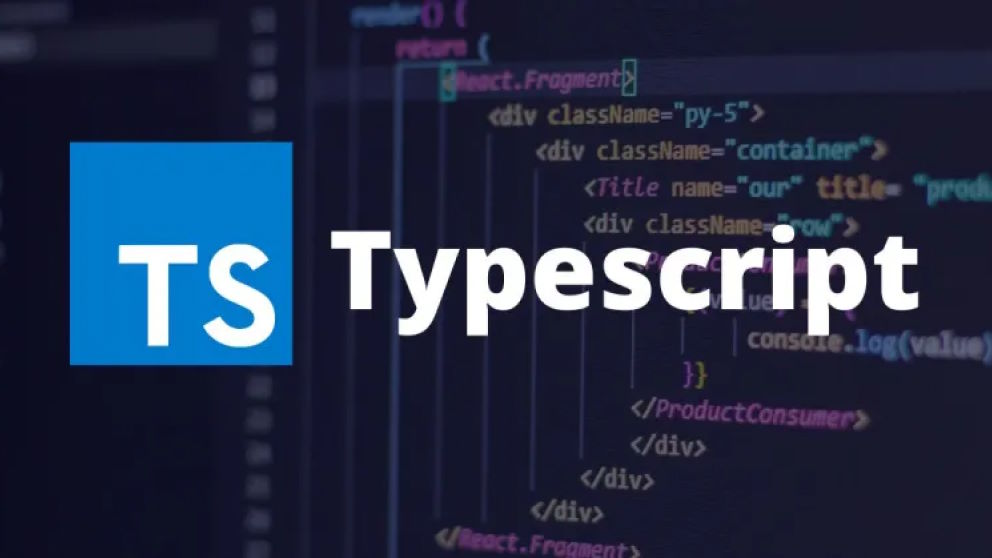 render() {
return (
<React.Fragment>
<div className="py-5">
<div className="container">
<Title name="our" title= "produ
<div className="row">
TS Typescript
console.log(value)
}}
</ProductConsumer>
</div>
</div>
</div>
</React.Fragment>